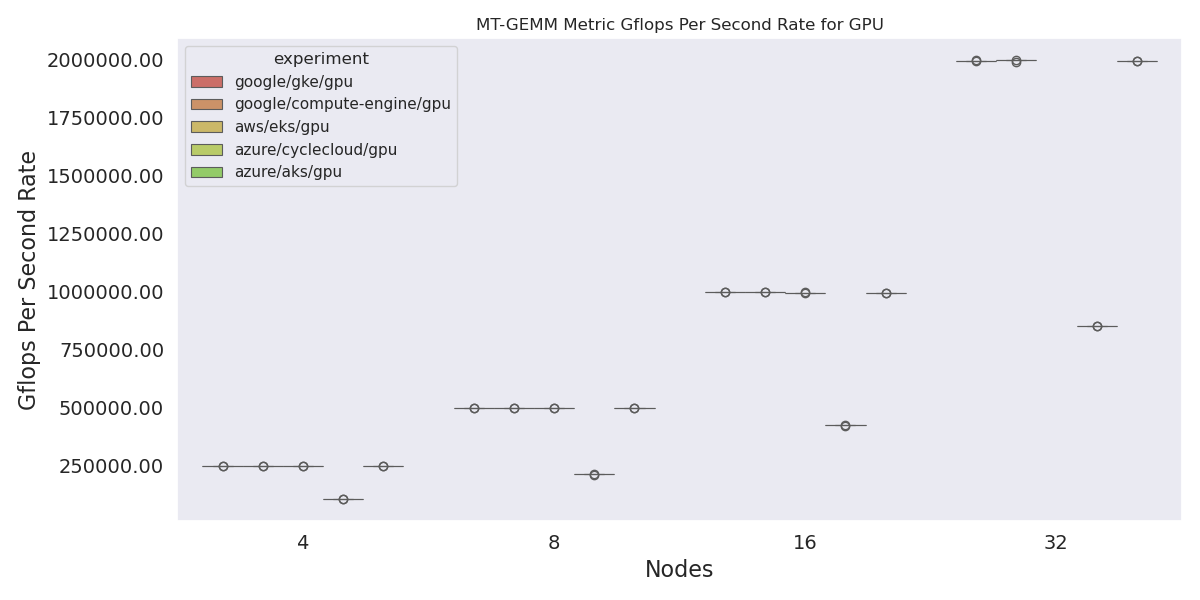 MT-GEMM Metric Gflops Per Second Rate for GPU
experiment
google/gke/gpu
google/compute-engine/gpu
aws/eks/gpu
azure/cyclecloud/gpu
azure/aks/gpu
Gflops Per Second Rate
2000000.00
1750000.00
1500000.00
1250000.00
1000000.00
750000.00
500000.00
250000.00
4
8
16
32
Nodes